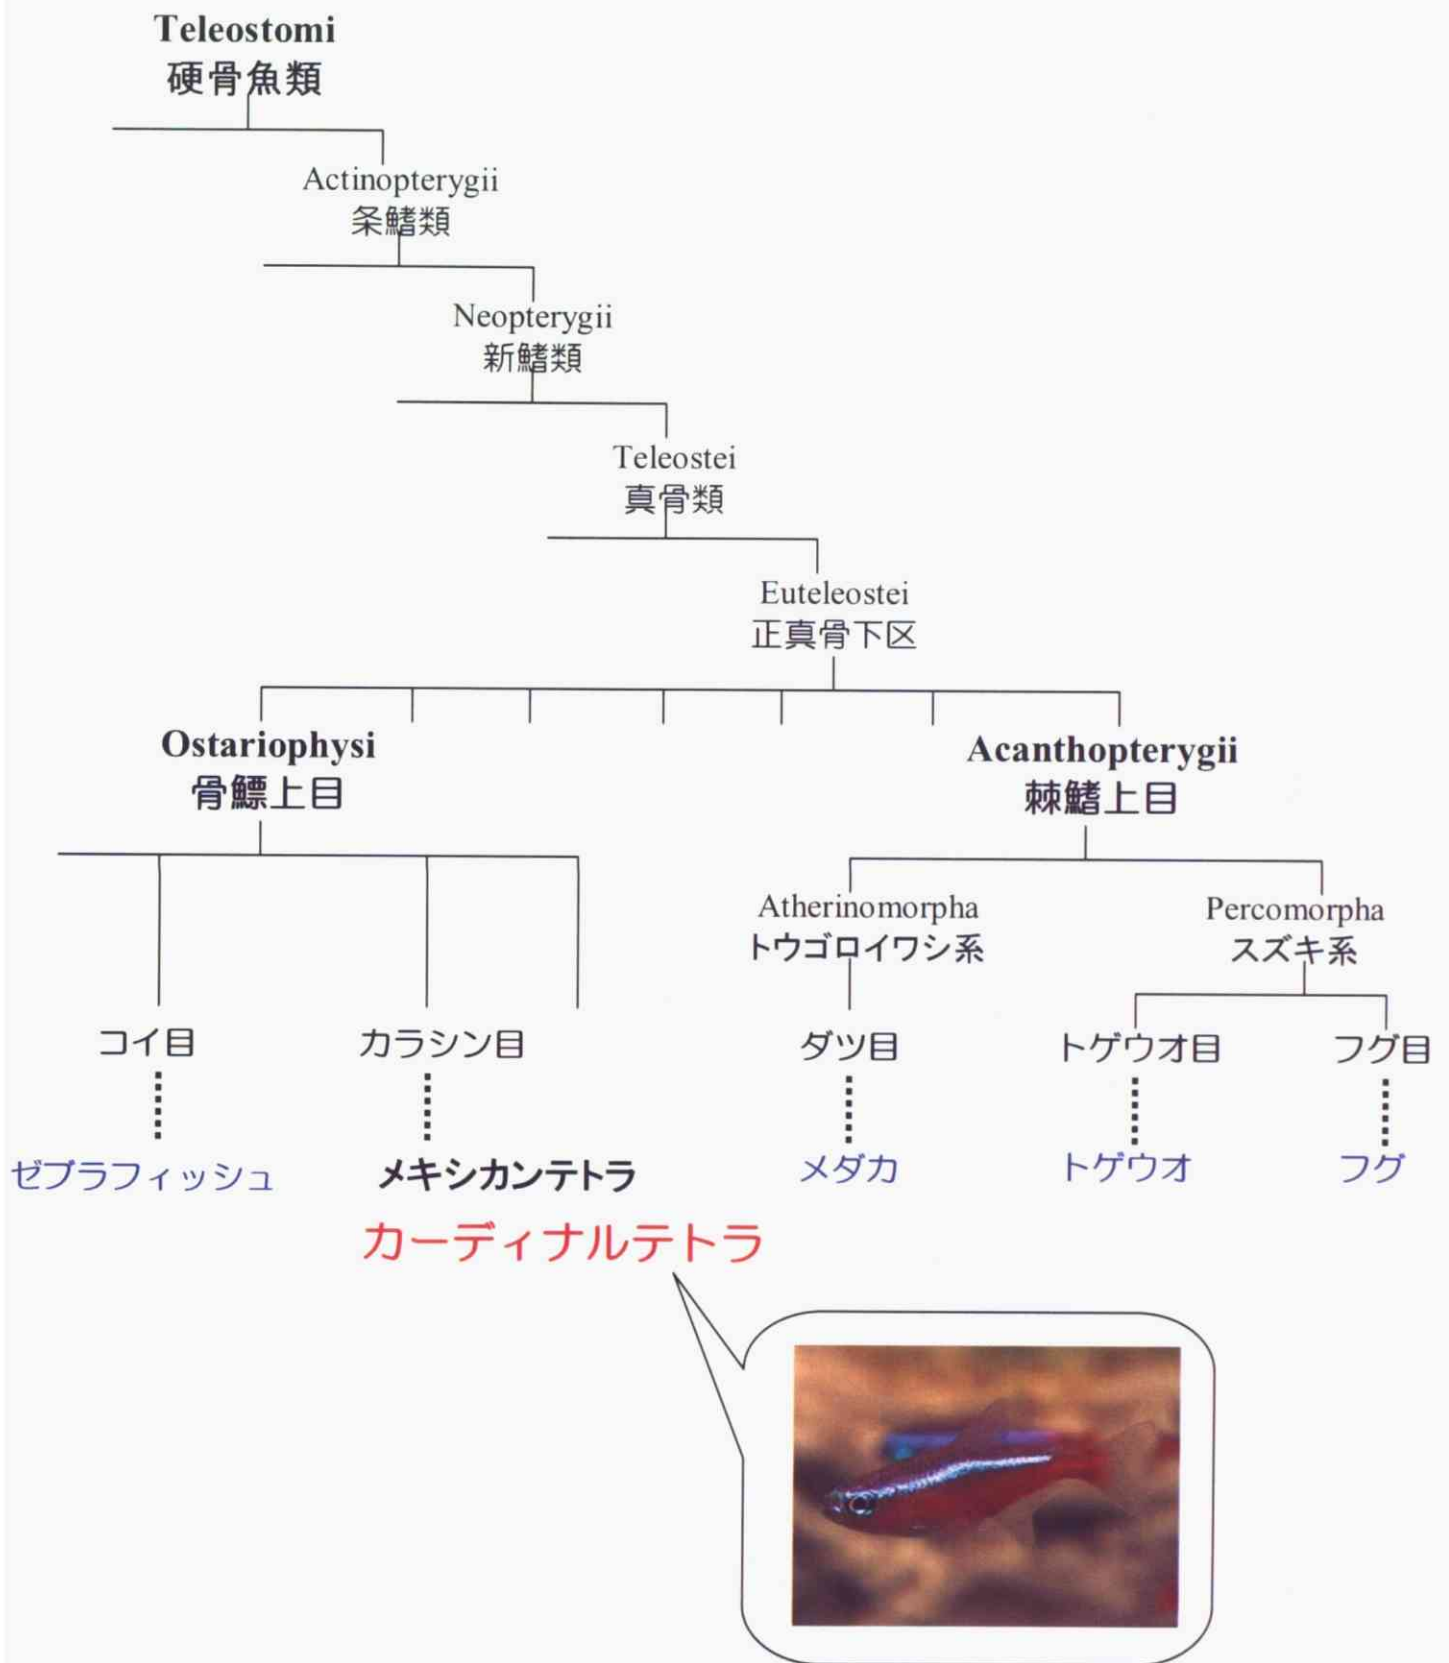 Teleostomi
硬骨魚類
Actinopterygii
条鰭類
Neopterygii
新鰭類
Teleostei
真骨類
Euteleostei
正真骨下区
Ostariophysi
骨鰾上目
Acanthopterygii
棘鰭上目
Atherinomorpha
トウゴロイワシ系
Percomorpha
スズキ系
コイ目
カラシン目
ダツ目
トゲウオ目
フグ目
ゼブラフィッシュ
メキシカンテトラ
メダカ
トゲウオ
フグ
カーディナルテトラ